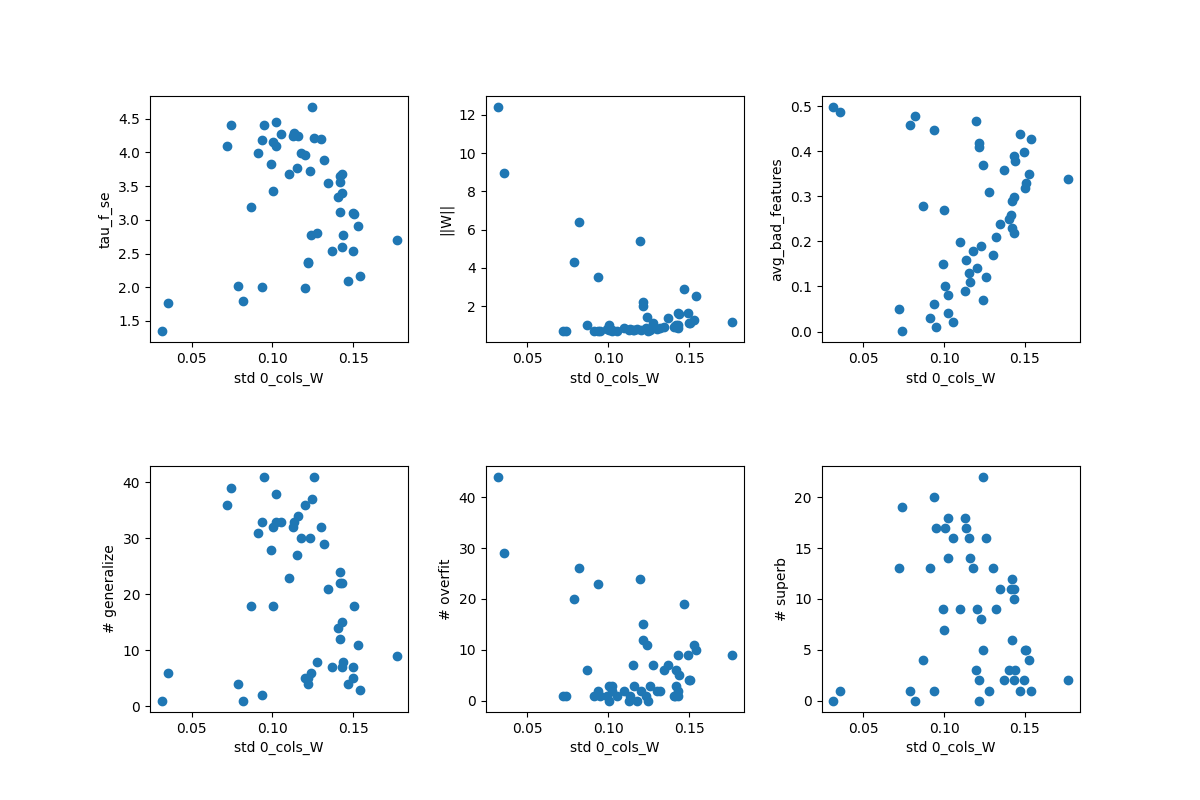 tau_f_se
4.5
4.0
3.5
3.0
2.5
2.0
1.5
0.05 0.10 0.15
std 0_cols_W
||W||
12
10
8
6
4
2
0.05 0.10 0.15
std 0_cols_W
avg_bad_features
0.5
0.4
0.3
0.2
0.1
0.0
0.05 0.10 0.15
std 0_cols_W
# generalize
40
30
20
10
0
0.05 0.10 0.15
std 0_cols_W
# overfit
40
30
20
10
0
0.05 0.10 0.15
std 0_cols_W
# superb
20
15
10
5
0
0.05 0.10 0.15
std 0_cols_W